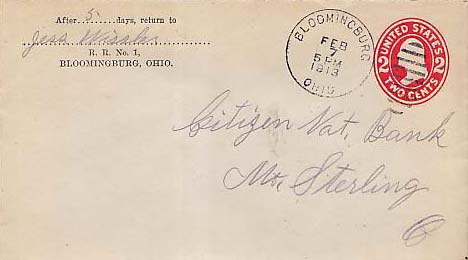 After 5 days, return to
Jess Wissler
R. R. No. 1,
BLOOMINGBURG, OHIO.
BLOOMINGBURG
FEB
7
5 PM
1913
OHIO
UNITED STATES
2 2
TWO CENTS
Citizen Nat. Bank
Mt. Sterling
O